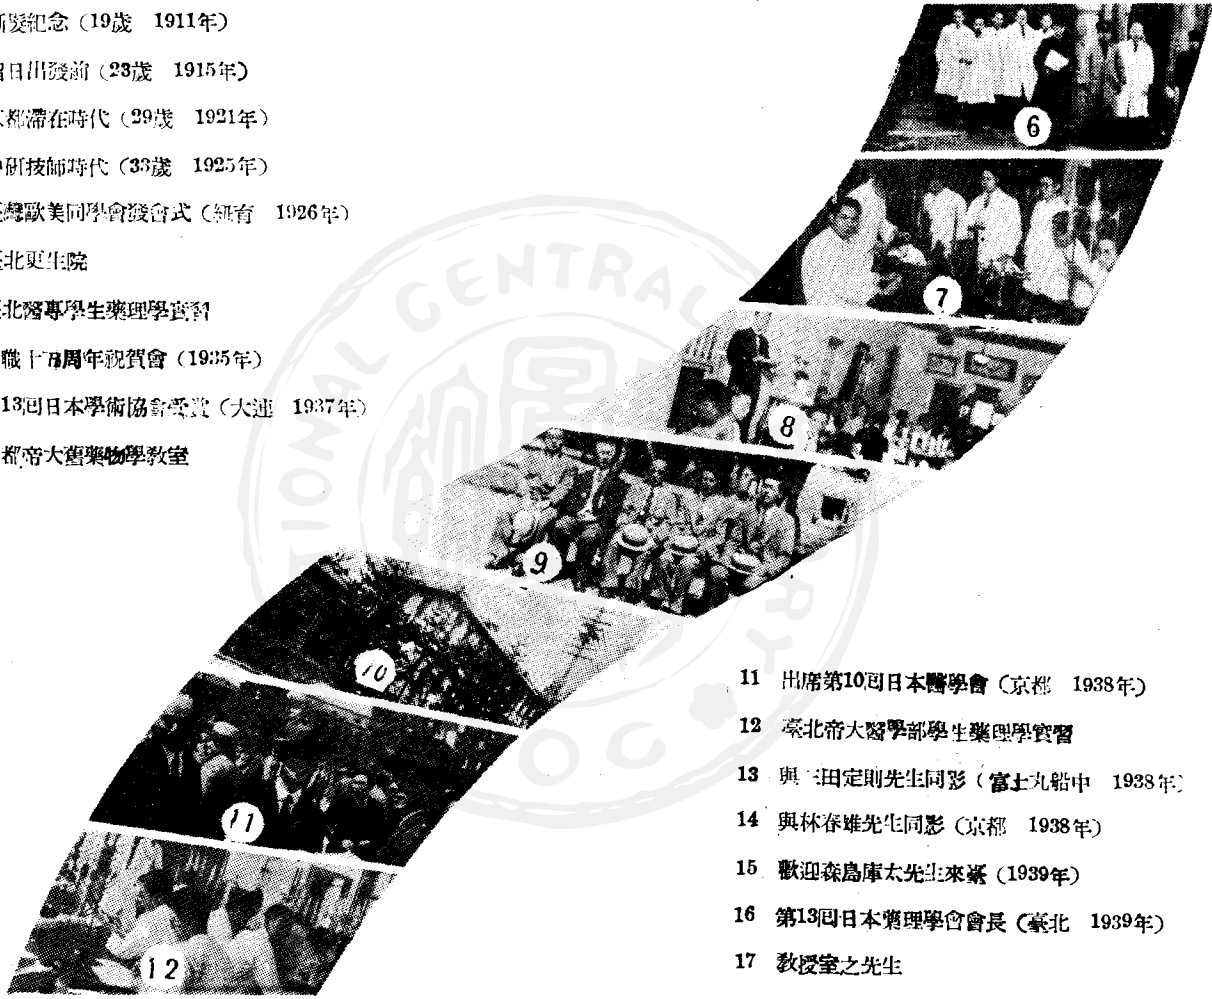 斷髮紀念（19歲　1911年）
留日出發前（23歲　1915年）
京都滯在時代（29歲　1921年）
中研技師時代（33歲　1925年）
臺灣歐美同學會發會式（紐育　1926年）
臺北更生院
北醫專學生藥理學實習
職十五周年祝賀會（1935年）
13回日本學術協會受賞（大連　1937年）
都帝大舊藥物學教室
6
7
8
9
10
11
12
11　出席第10回日本醫學會（京都　1938年）
12　臺北帝大醫學部學生藥理學實習
13　與三田定則先生同影（富士丸船中　1938年）
14　與林春雄先生同影（京都　1938年）
15　歡迎森島庫太先生來臺（1939年）
16　第13回日本藥理學會會長（臺北　1939年）
17　教授室之先生
NATIONAL CENTRAL LIBRARY